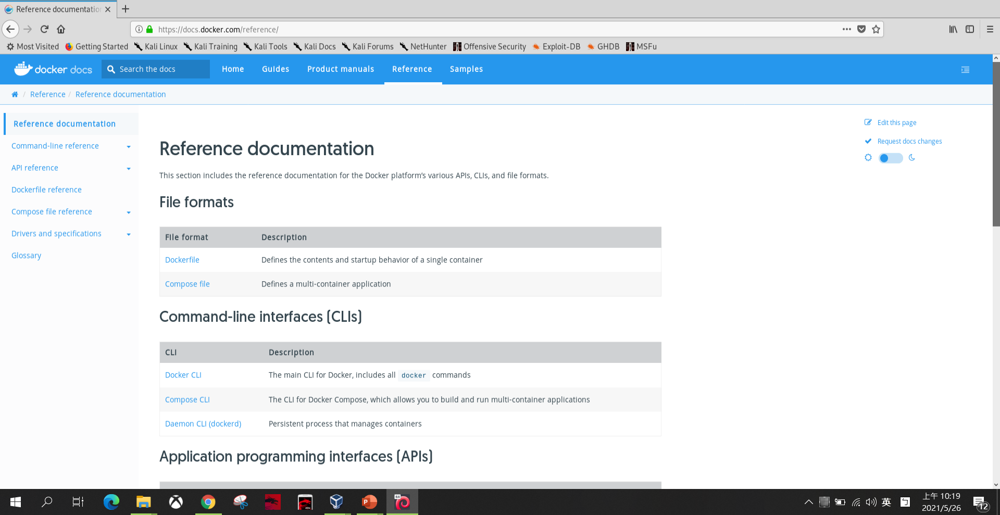 Reference documentation
https://docs.docker.com/reference/
Most Visited Getting Started Kali Linux Kali Training Kali Tools Kali Docs Kali Forums NetHunter Offensive Security Exploit-DB GHDB MSFu
docker docs Search the docs Home Guides Product manuals Reference Samples
/ Reference / Reference documentation
Reference documentation
Command-line reference
API reference
Dockerfile reference
Compose file reference
Drivers and specifications
Glossary
Edit this page
Request docs changes
Reference documentation
This section includes the reference documentation for the Docker platform’s various APIs, CLIs, and file formats.
File formats
File format Description
Dockerfile Defines the contents and startup behavior of a single container
Compose file Defines a multi-container application
Command-line interfaces (CLIs)
CLI Description
Docker CLI The main CLI for Docker, includes all docker commands
Compose CLI The CLI for Docker Compose, which allows you to build and run multi-container applications
Daemon CLI (dockerd) Persistent process that manages containers
Application programming interfaces (APIs)
64
英 ㄅ 上午 10:19
2021/5/26
12